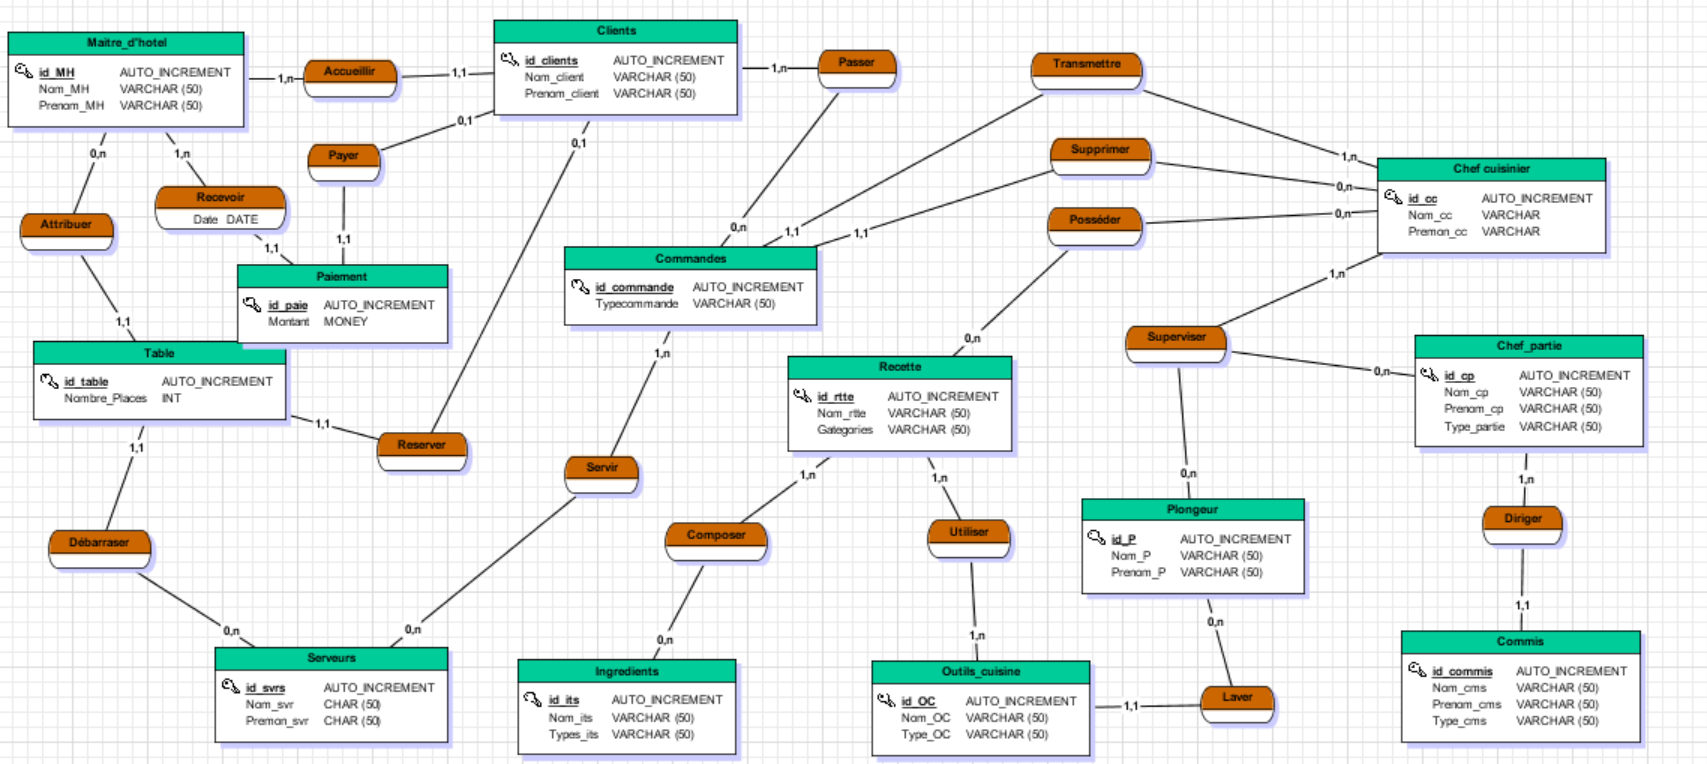 Maitre_d'hotel
id_MH AUTO_INCREMENT
Nom_MH VARCHAR (50)
Prenom_MH VARCHAR (50)
1,n
Accueillir
1,1
Clients
id_clients AUTO_INCREMENT
Nom_client VARCHAR (50)
Prenom_client VARCHAR (50)
1,n
Passer
0,n
Transmettre
1,1
1,n
Supprimer
1,1
0,n
Posséder
0,n
0,n
Chef cuisinier
id_cc AUTO_INCREMENT
Nom_cc VARCHAR
Premon_cc VARCHAR
0,1
Payer
1,1
0,1
0,n
Attribuer
1,1
1,n
Recevoir
Date DATE
1,1
Paiement
id_paie AUTO_INCREMENT
Montant MONEY
Commandes
id_commande AUTO_INCREMENT
Typecommande VARCHAR (50)
1,n
Superviser
0,n
0,n
Table
id_table AUTO_INCREMENT
Nombre_Places INT
1,1
Reserver
1,n
Servir
0,n
Recette
id_rtte AUTO_INCREMENT
Nom_rtte VARCHAR (50)
Gategories VARCHAR (50)
Chef_partie
id_cp AUTO_INCREMENT
Nom_cp VARCHAR (50)
Prenom_cp VARCHAR (50)
Type_partie VARCHAR (50)
1,1
Débarraser
0,n
1,n
Composer
0,n
1,n
Utiliser
1,n
Plongeur
id_P AUTO_INCREMENT
Nom_P VARCHAR (50)
Prenom_P VARCHAR (50)
1,n
Diriger
1,1
0,n
Laver
1,1
Serveurs
id_svrs AUTO_INCREMENT
Nom_svr CHAR (50)
Premon_svr CHAR (50)
Ingredients
id_its AUTO_INCREMENT
Nom_its VARCHAR (50)
Types_its VARCHAR (50)
Outils_cuisine
id_OC AUTO_INCREMENT
Nom_OC VARCHAR (50)
Type_OC VARCHAR (50)
Commis
id_commis AUTO_INCREMENT
Nom_cms VARCHAR (50)
Prenom_cms VARCHAR (50)
Type_cms VARCHAR (50)